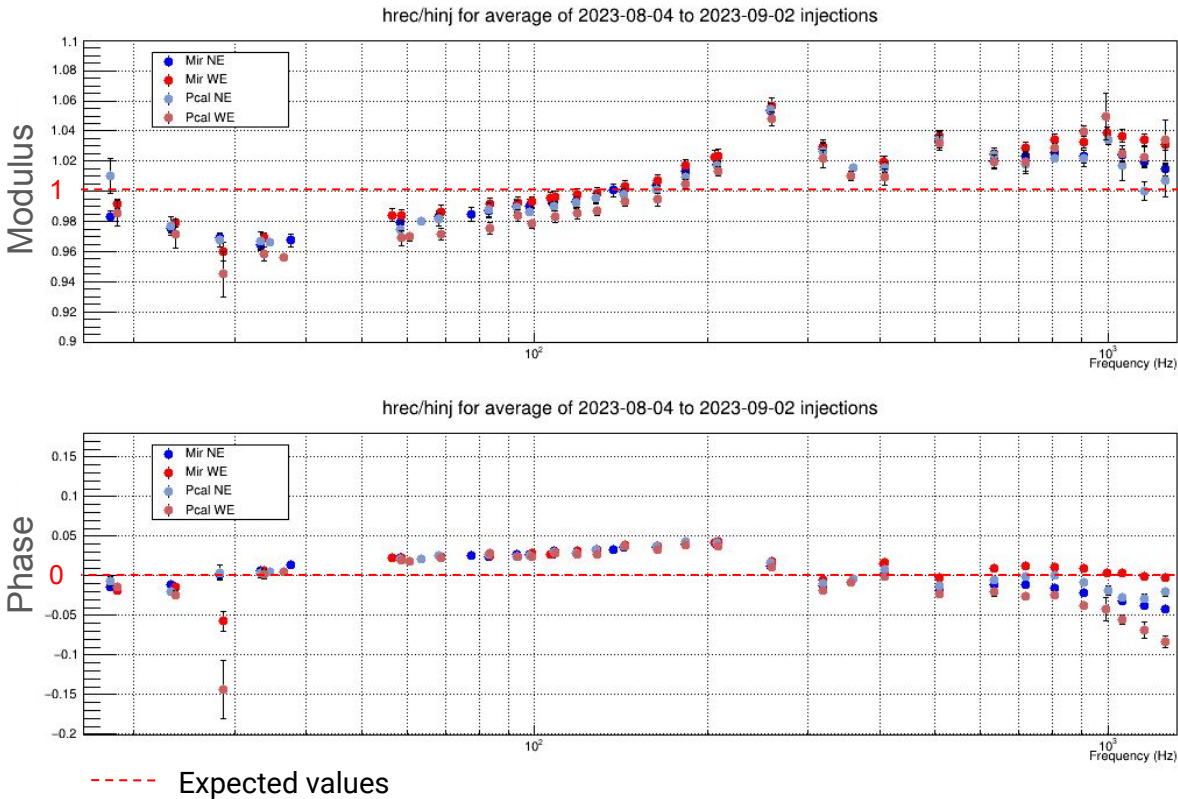 hrec/hinj for average of 2023-08-04 to 2023-09-02 injections
Modulus
1.1
1.08
1.06
1.04
1.02
1
0.98
0.96
0.94
0.92
0.9
Mir NE
Mir WE
Pcal NE
Pcal WE
10²
10³
Frequency (Hz)
hrec/hinj for average of 2023-08-04 to 2023-09-02 injections
Phase
0.15
0.1
0.05
0
−0.05
−0.1
−0.15
−0.2
Mir NE
Mir WE
Pcal NE
Pcal WE
10²
10³
Frequency (Hz)
Expected values